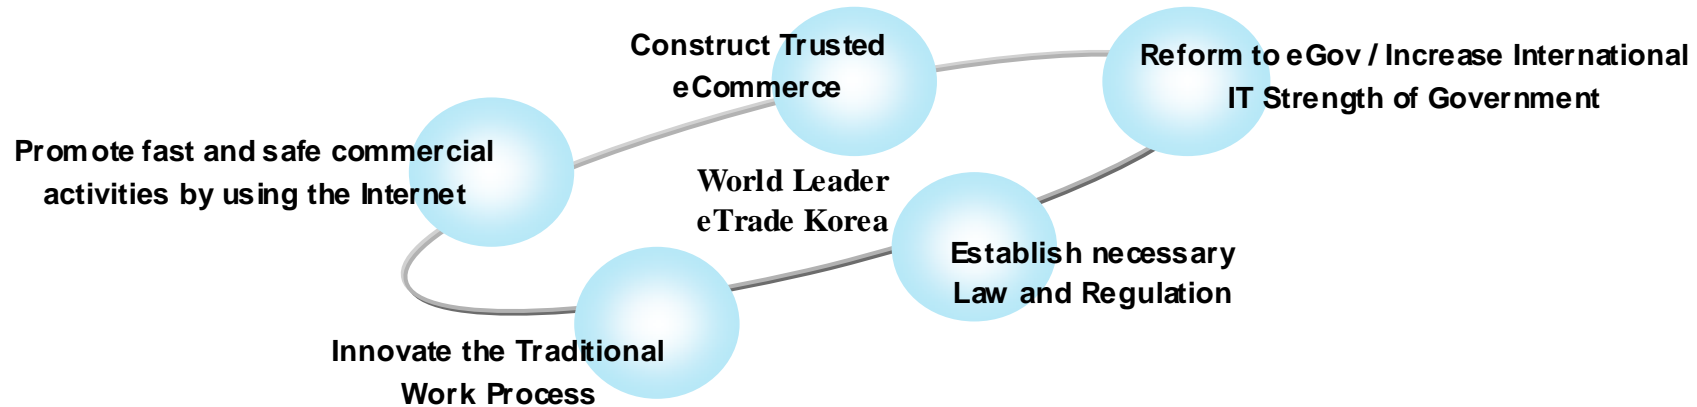 Construct Trusted
eCommerce
Reform to eGov / Increase International
IT Strength of Government
Promote fast and safe commercial
activities by using the Internet
World Leader
eTrade Korea
Establish necessary
Law and Regulation
Innovate the Traditional
Work Process